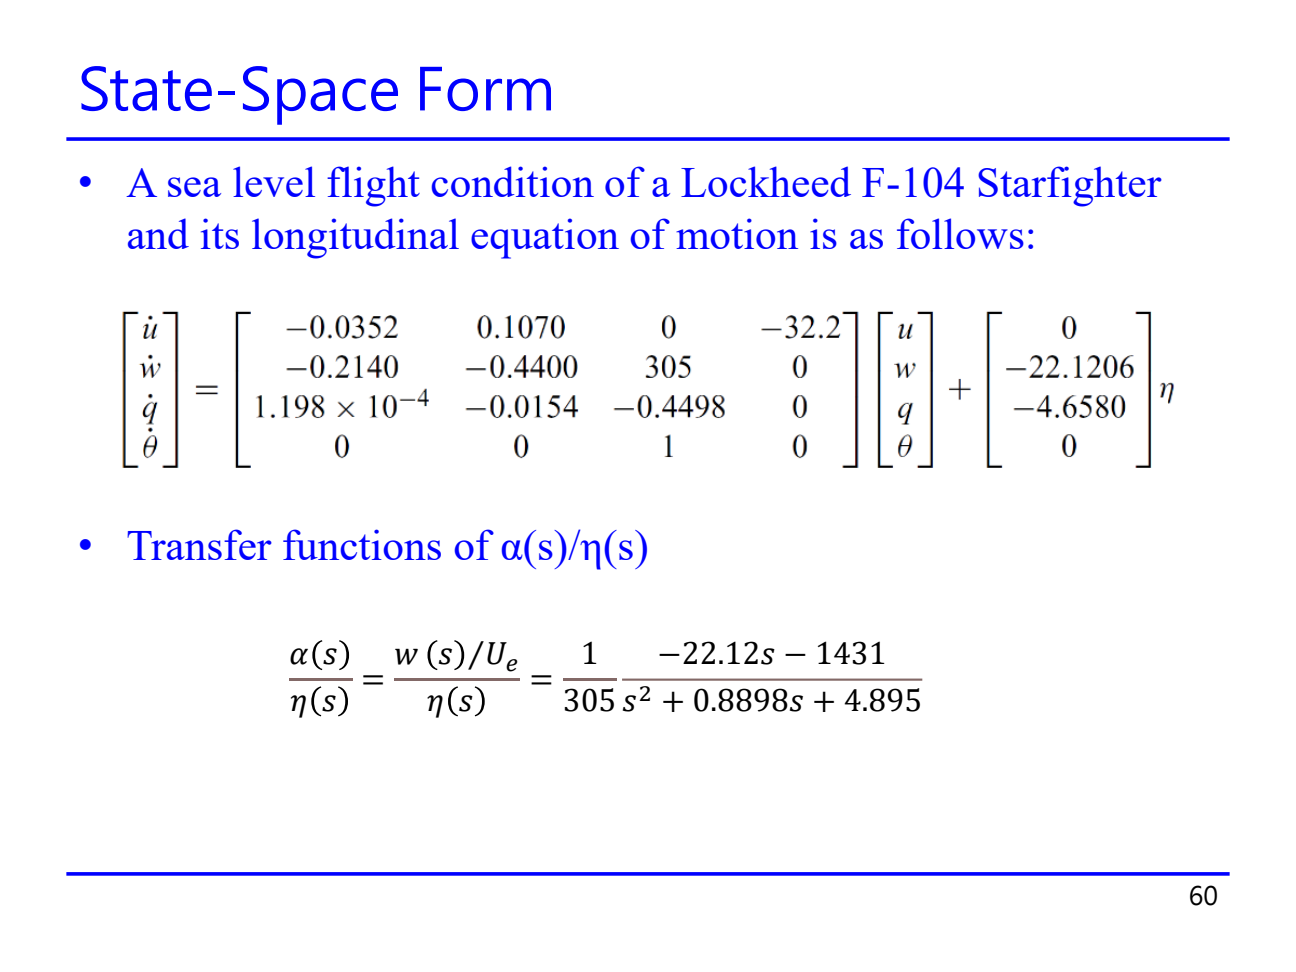 State-Space Form
• A sea level flight condition of a Lockheed F-104 Starfighter
and its longitudinal equation of motion is as follows:
[u̇ ẇ q̇ θ̇] = [−0.0352 0.1070 0 −32.2; −0.2140 −0.4400 305 0; 1.198 × 10⁻⁴ −0.0154 −0.4498 0; 0 0 1 0] [u w q θ] + [0 −22.1206 −4.6580 0] η
• Transfer functions of α(s)/η(s)
α(s)/η(s) = w (s)/Uₑ / η(s) = 1/305 −22.12s − 1431 / s² + 0.8898s + 4.895
60